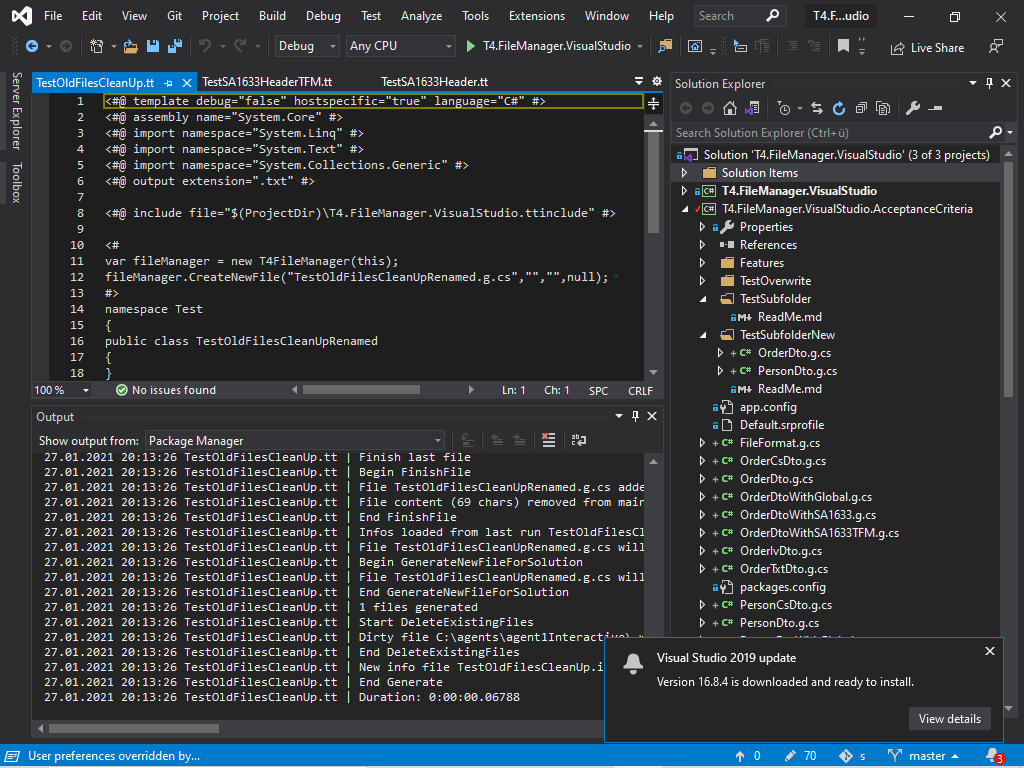 File Edit View Git Project Build Debug Test Analyze Tools Extensions Window Help Search T4.F...udio
Debug Any CPU T4.FileManager.VisualStudio Live Share
Server Explorer
Toolbox
TestOldFilesCleanUp.tt TestSA1633HeaderTFM.tt TestSA1633Header.tt
1 <#@ template debug="false" hostspecific="true" language="C#" #>
2 <#@ assembly name="System.Core" #>
3 <#@ import namespace="System.Linq" #>
4 <#@ import namespace="System.Text" #>
5 <#@ import namespace="System.Collections.Generic" #>
6 <#@ output extension=".txt" #>
7
8 <#@ include file="$(ProjectDir)\T4.FileManager.VisualStudio.ttinclude" #>
9
10 <#
11 var fileManager = new T4FileManager(this);
12 fileManager.CreateNewFile("TestOldFilesCleanUpRenamed.g.cs","","",null);
13 #>
14 namespace Test
15 {
16 public class TestOldFilesCleanUpRenamed
17 {
18 }
100 % No issues found Ln: 1 Ch: 1 SPC CRLF
Output
Show output from: Package Manager
27.01.2021 20:13:26 TestOldFilesCleanUp.tt | Finish last file
27.01.2021 20:13:26 TestOldFilesCleanUp.tt | Begin FinishFile
27.01.2021 20:13:26 TestOldFilesCleanUp.tt | File TestOldFilesCleanUpRenamed.g.cs adde
27.01.2021 20:13:26 TestOldFilesCleanUp.tt | File content (69 chars) removed from main
27.01.2021 20:13:26 TestOldFilesCleanUp.tt | End FinishFile
27.01.2021 20:13:26 TestOldFilesCleanUp.tt | Infos loaded from last run TestOldFilesCl
27.01.2021 20:13:26 TestOldFilesCleanUp.tt | File TestOldFilesCleanUpRenamed.g.cs will
27.01.2021 20:13:26 TestOldFilesCleanUp.tt | Begin GenerateNewFileForSolution
27.01.2021 20:13:26 TestOldFilesCleanUp.tt | File TestOldFilesCleanUpRenamed.g.cs will
27.01.2021 20:13:26 TestOldFilesCleanUp.tt | End GenerateNewFileForSolution
27.01.2021 20:13:26 TestOldFilesCleanUp.tt | 1 files generated
27.01.2021 20:13:26 TestOldFilesCleanUp.tt | Start DeleteExistingFiles
27.01.2021 20:13:26 TestOldFilesCleanUp.tt | Dirty file C:\agents\agent1Interactive\
27.01.2021 20:13:26 TestOldFilesCleanUp.tt | End DeleteExistingFiles
27.01.2021 20:13:26 TestOldFilesCleanUp.tt | New info file TestOldFilesCleanUp.i
27.01.2021 20:13:26 TestOldFilesCleanUp.tt | End Generate
27.01.2021 20:13:26 TestOldFilesCleanUp.tt | Duration: 0:00:00.06788
Solution Explorer
Search Solution Explorer (Ctrl+ü)
Solution 'T4.FileManager.VisualStudio' (3 of 3 projects)
Solution Items
C# T4.FileManager.VisualStudio
C# T4.FileManager.VisualStudio.AcceptanceCriteria
Properties
References
Features
TestOverwrite
TestSubfolder
M ReadMe.md
TestSubfolderNew
+ C# OrderDto.g.cs
+ C# PersonDto.g.cs
M ReadMe.md
app.config
Default.srprofile
+ C# FileFormat.g.cs
+ C# OrderCsDto.g.cs
+ C# OrderDto.g.cs
+ C# OrderDtoWithGlobal.g.cs
+ C# OrderDtoWithSA1633.g.cs
+ C# OrderDtoWithSA1633TFM.g.cs
+ C# OrderIvDto.g.cs
+ C# OrderTxtDto.g.cs
packages.config
+ C# PersonCsDto.g.cs
+ C# PersonDto.g.cs
Visual Studio 2019 update
Version 16.8.4 is downloaded and ready to install.
View details
User preferences overridden by... 0 70 s master 3